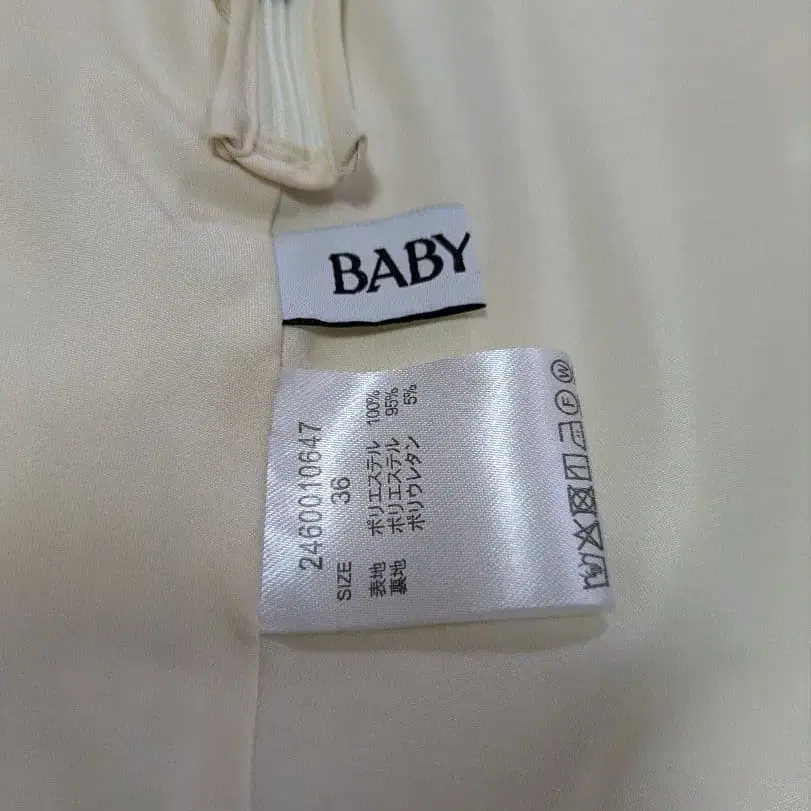 BABY
2460010647
SIZE 36
表地 ポリエステル 100%
裏地 ポリエステル 95%
ポリウレタン 5%
F W